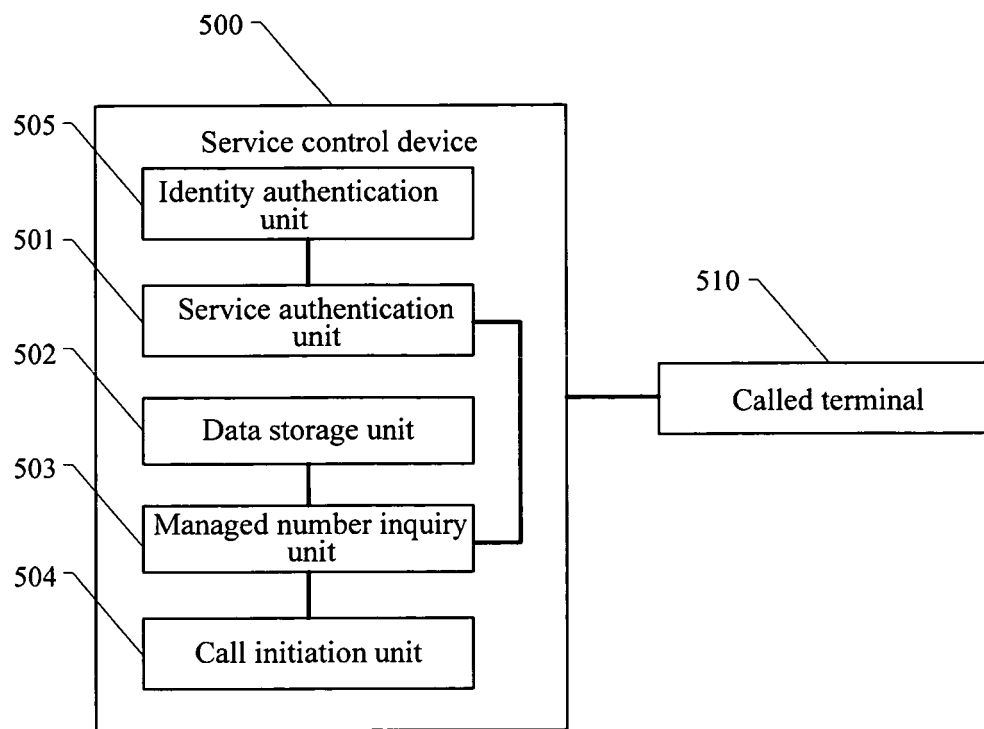 500
505
Service control device
Identity authentication
unit
501
Service authentication
unit
510
502
Called terminal
Data storage unit
503
Managed number inquiry
unit
504
Call initiation unit